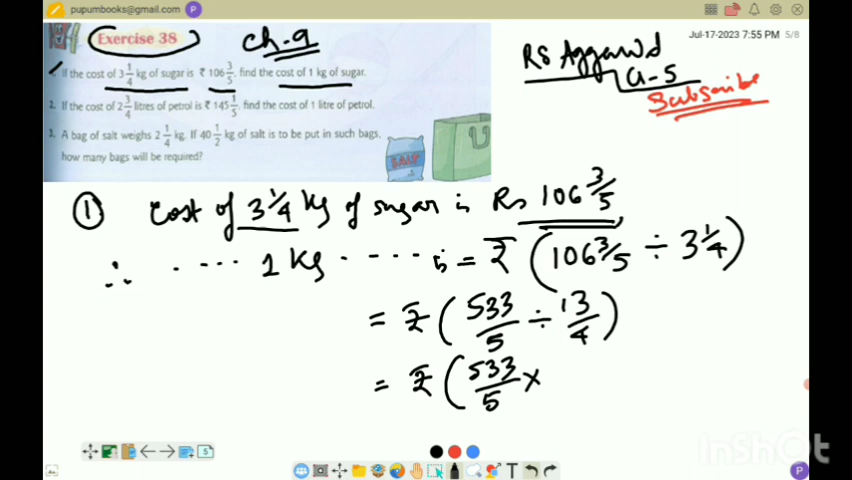 pupumbooks@gmail.com
P
Jul-17-2023 7:55 PM 5/8
Exercise 38
Ch-9
RS Aggarwal
Cl-5
Subscribe
1. If the cost of 3 1/4 kg of sugar is ₹ 106 3/5, find the cost of 1 kg of sugar.
2. If the cost of 2 3/4 litres of petrol is ₹ 145 1/5, find the cost of 1 litre of petrol.
3. A bag of salt weighs 2 1/4 kg. If 40 1/2 kg of salt is to be put in such bags,
how many bags will be required?
SALT
① Cost of 3 1/4 kg of sugar is Rs 106 3/5
∴ . ... 1 kg . ... is = ₹ (106 3/5 ÷ 3 1/4)
= ₹ (533/5 ÷ 13/4)
= ₹ (533/5 ×
InShOt
5
T
P